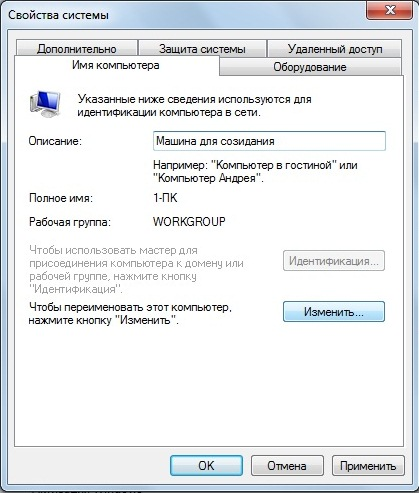 Свойства системы
Дополнительно Защита системы Удаленный доступ
Имя компьютера Оборудование
Указанные ниже сведения используются для
идентификации компьютера в сети.
Описание: Машина для созидания
Например: "Компьютер в гостиной" или
"Компьютер Андрея".
Полное имя: 1-ПК
Рабочая группа: WORKGROUP
Чтобы использовать мастер для
присоединения компьютера к домену или
рабочей группе, нажмите кнопку
"Идентификация".
Идентификация...
Чтобы переименовать этот компьютер,
нажмите кнопку "Изменить".
Изменить...
OK Отмена Применить